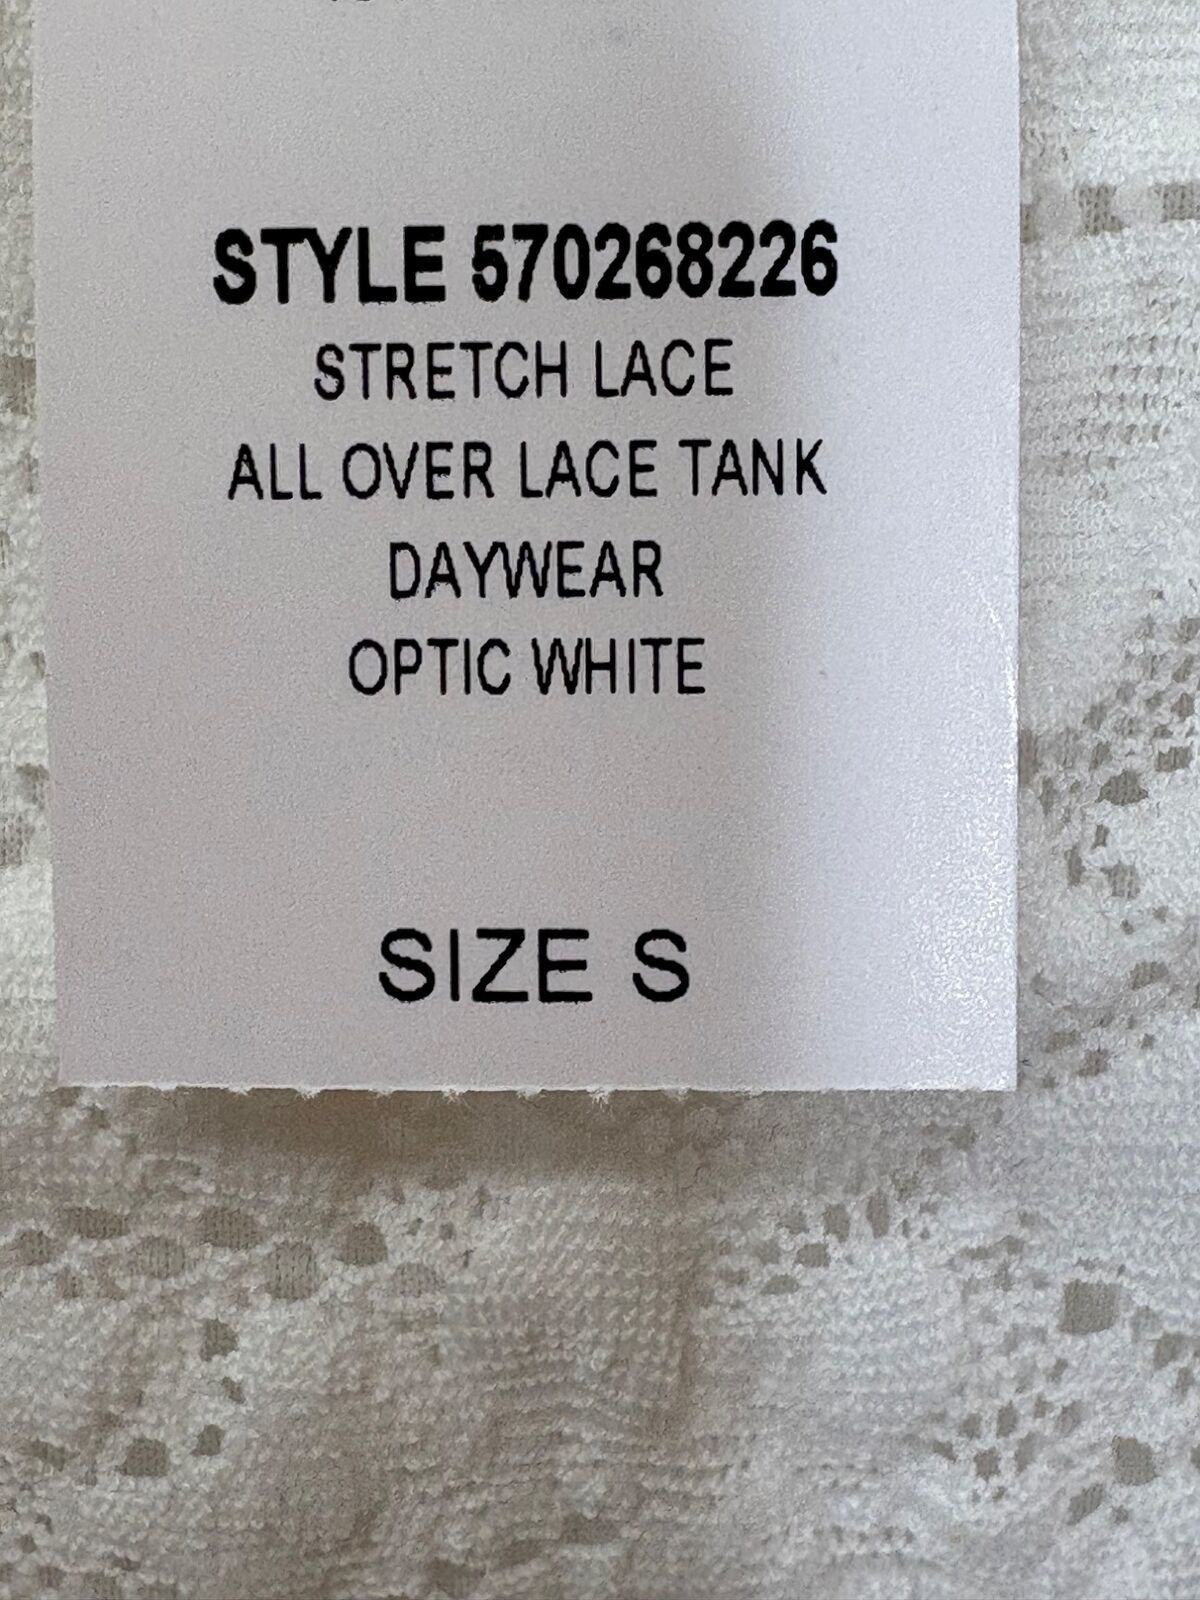 STYLE 570268226
STRETCH LACE
ALL OVER LACE TANK
DAYWEAR
OPTIC WHITE
SIZE S